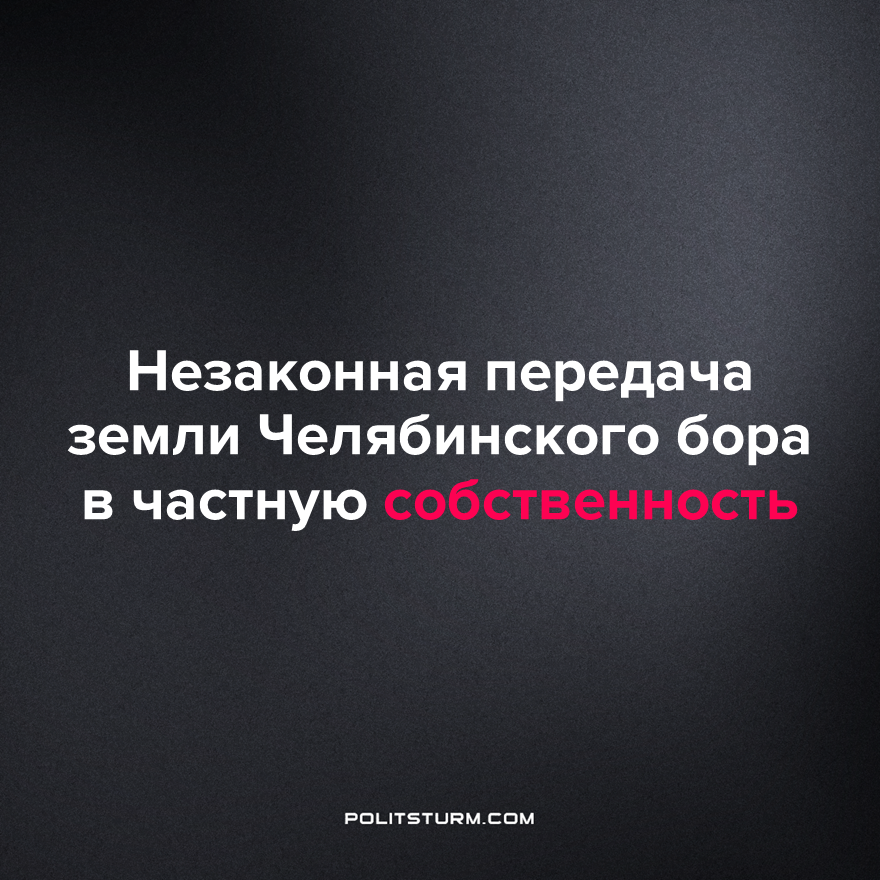 Незаконная передача
земли Челябинского бора
в частную собственность
POLITSTURM.COM